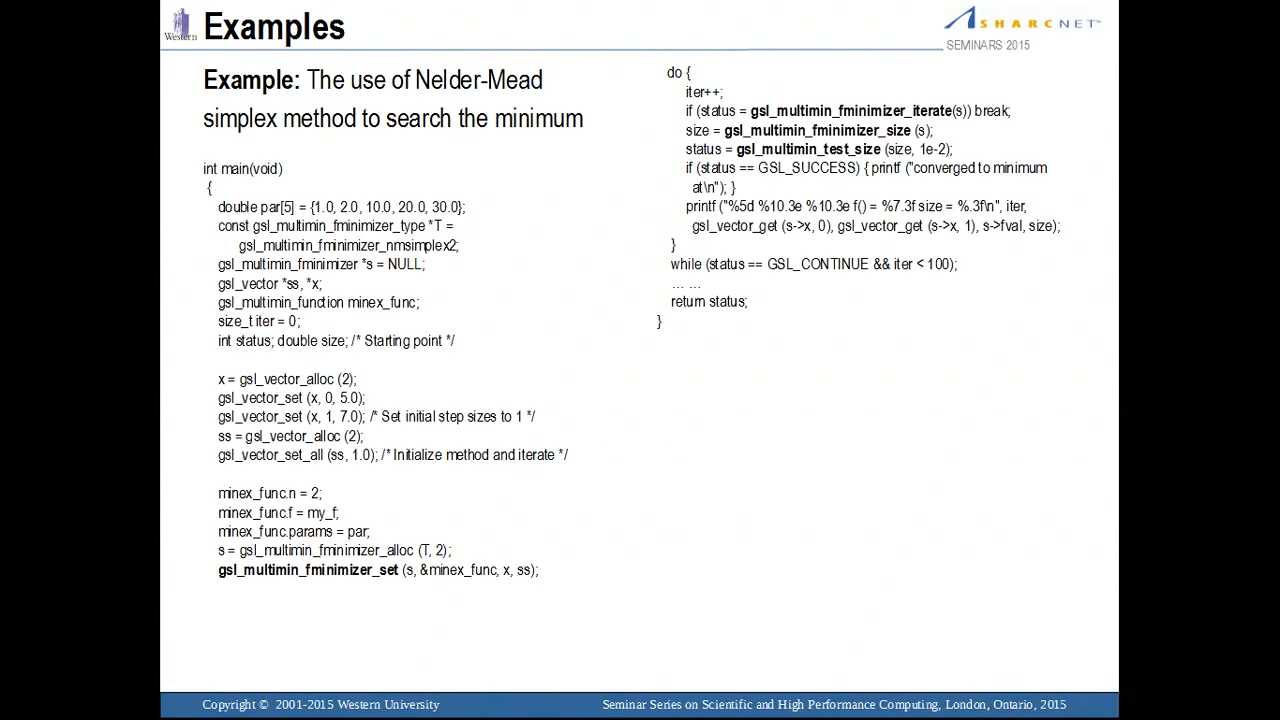 Western
Examples
SHARCNET™
SEMINARS 2015
Example: The use of Nelder-Mead
simplex method to search the minimum
int main(void)
{
double par[5] = {1.0, 2.0, 10.0, 20.0, 30.0};
const gsl_multimin_fminimizer_type *T =
gsl_multimin_fminimizer_nmsimplex2;
gsl_multimin_fminimizer *s = NULL;
gsl_vector *ss, *x;
gsl_multimin_function minex_func;
size_t iter = 0;
int status; double size; /* Starting point */
x = gsl_vector_alloc (2);
gsl_vector_set (x, 0, 5.0);
gsl_vector_set (x, 1, 7.0); /* Set initial step sizes to 1 */
ss = gsl_vector_alloc (2);
gsl_vector_set_all (ss, 1.0); /* Initialize method and iterate */
minex_func.n = 2;
minex_func.f = my_f;
minex_func.params = par;
s = gsl_multimin_fminimizer_alloc (T, 2);
gsl_multimin_fminimizer_set (s, &minex_func, x, ss);
do {
iter++;
if (status = gsl_multimin_fminimizer_iterate(s)) break;
size = gsl_multimin_fminimizer_size (s);
status = gsl_multimin_test_size (size, 1e-2);
if (status == GSL_SUCCESS) { printf ("converged to minimum
at\n"); }
printf ("%5d %10.3e %10.3e f() = %7.3f size = %.3f\n", iter,
gsl_vector_get (s->x, 0), gsl_vector_get (s->x, 1), s->fval, size);
}
while (status == GSL_CONTINUE && iter < 100);
... ...
return status;
}
Copyright © 2001-2015 Western University
Seminar Series on Scientific and High Performance Computing, London, Ontario, 2015